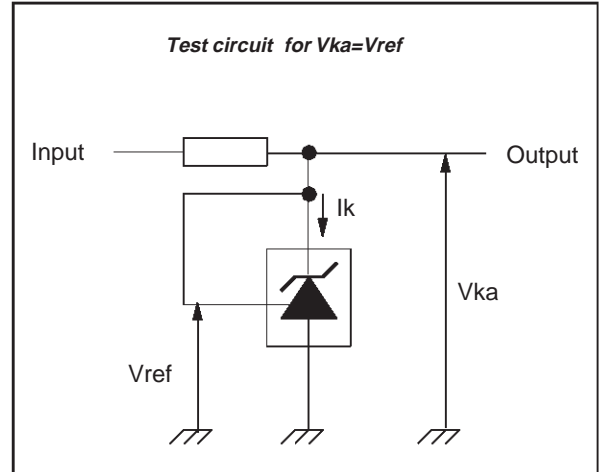 Test circuit for Vka=Vref
Input
Output
Ik
Vka
Vref